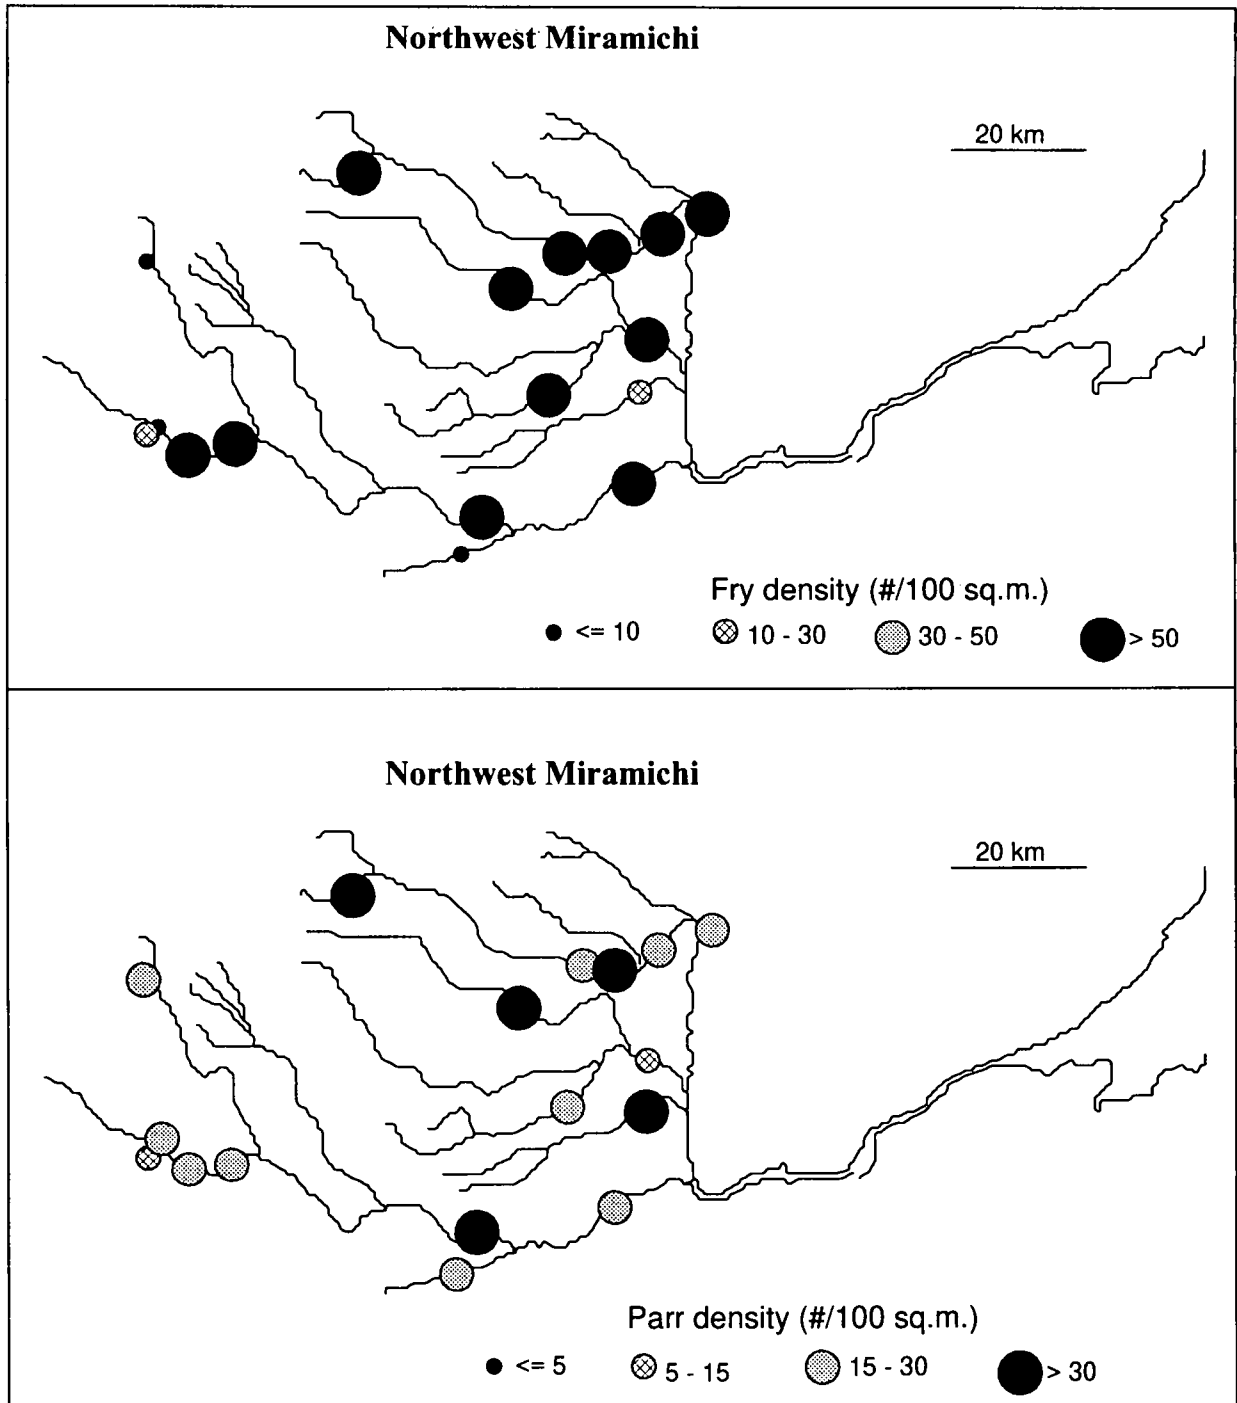 Northwest Miramichi
20 km
Fry density (#/100 sq.m.)
<= 10
10 - 30
30 - 50
> 50
Northwest Miramichi
20 km
Parr density (#/100 sq.m.)
<= 5
5 - 15
15 - 30
> 30